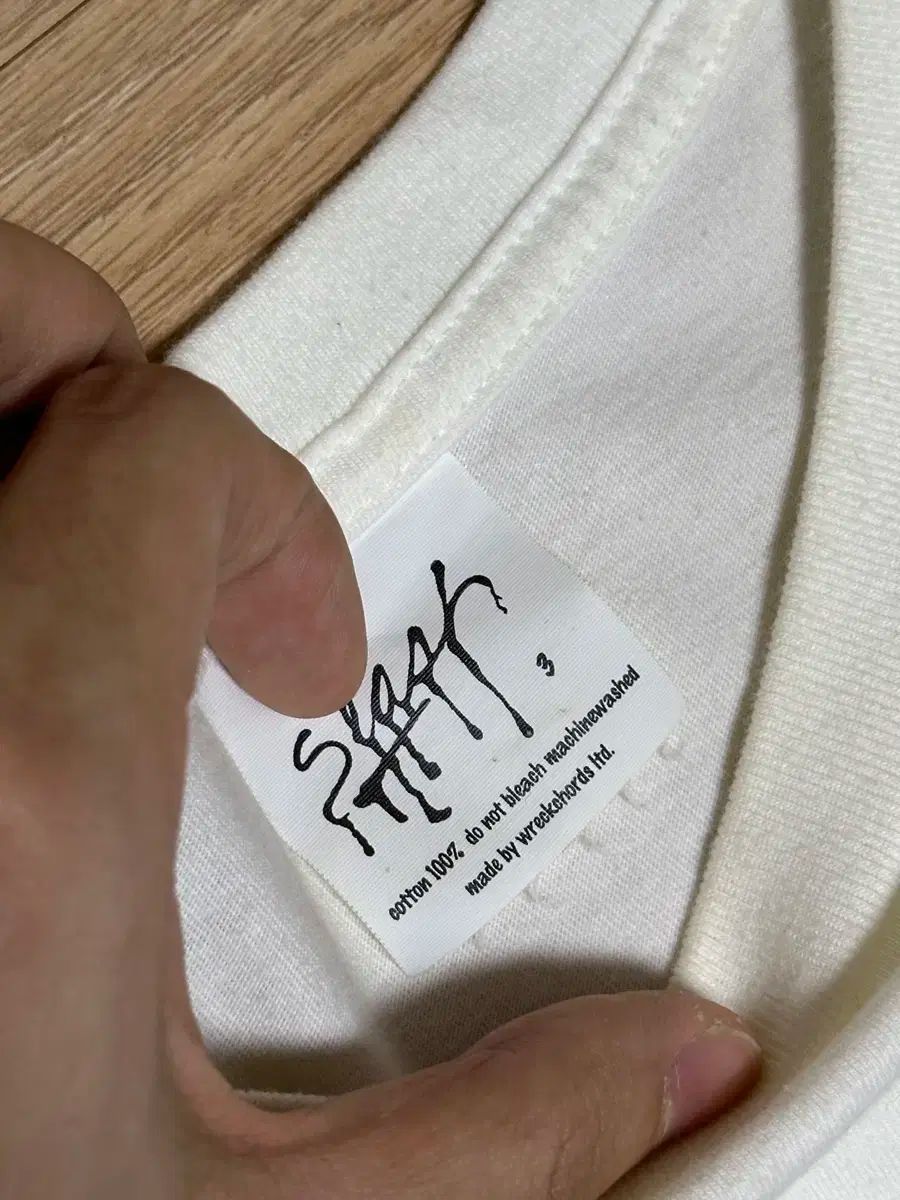 3
cotton 100% do not bleach machinewashed
made by wreckshords ltd.